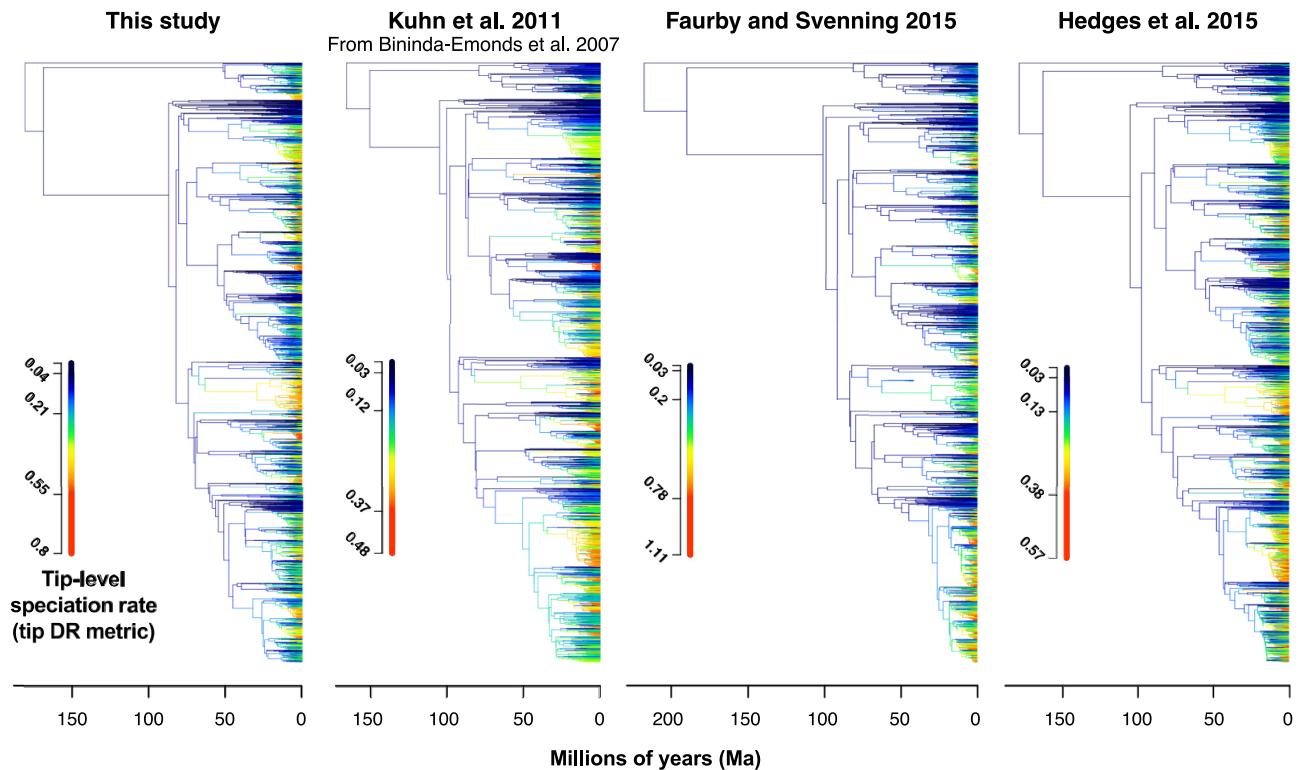 This study
Kuhn et al. 2011
From Bininda-Emonds et al. 2007
Faurby and Svenning 2015
Hedges et al. 2015
0.04
0.21
0.55
0.8
Tip-level
speciation rate
(tip DR metric)
0.03
0.12
0.37
0.48
0.03
0.2
0.78
1.11
0.03
0.13
0.38
0.57
150 100 50 0
150 100 50 0
200 150 100 50 0
150 100 50 0
Millions of years (Ma)